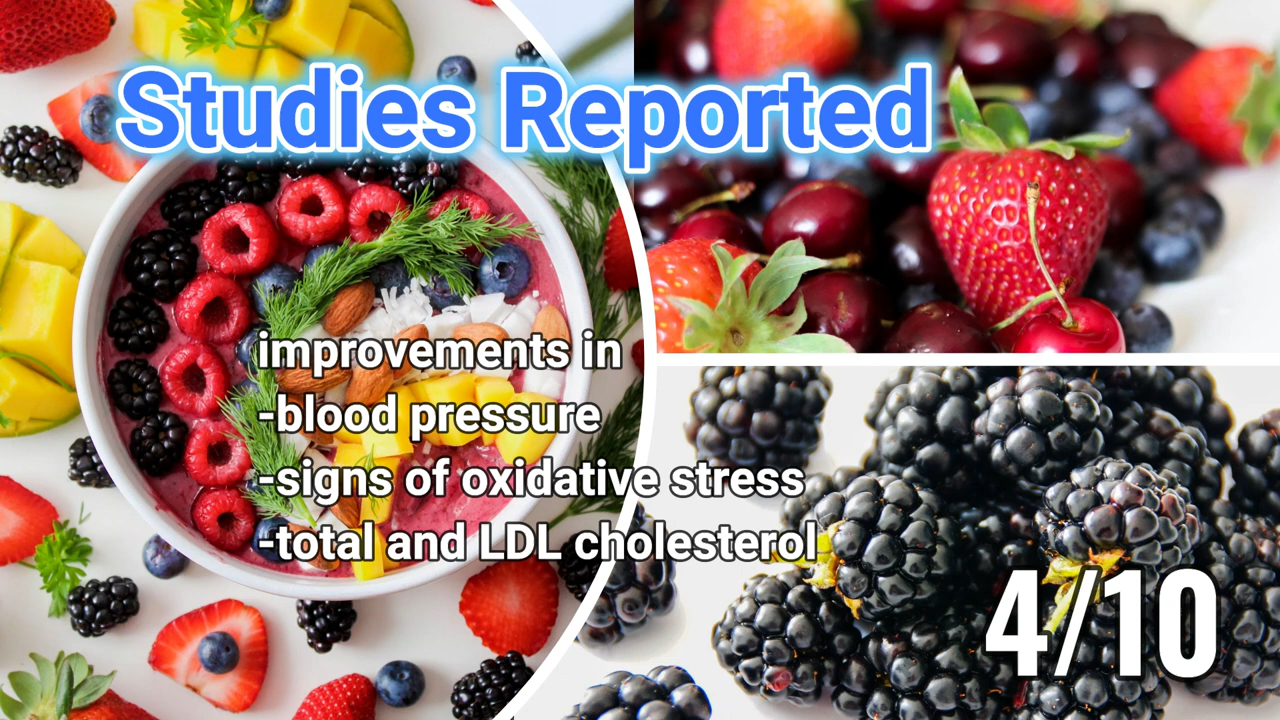 Studies Reported
improvements in
-blood pressure
-signs of oxidative stress
-total and LDL cholesterol
4/10